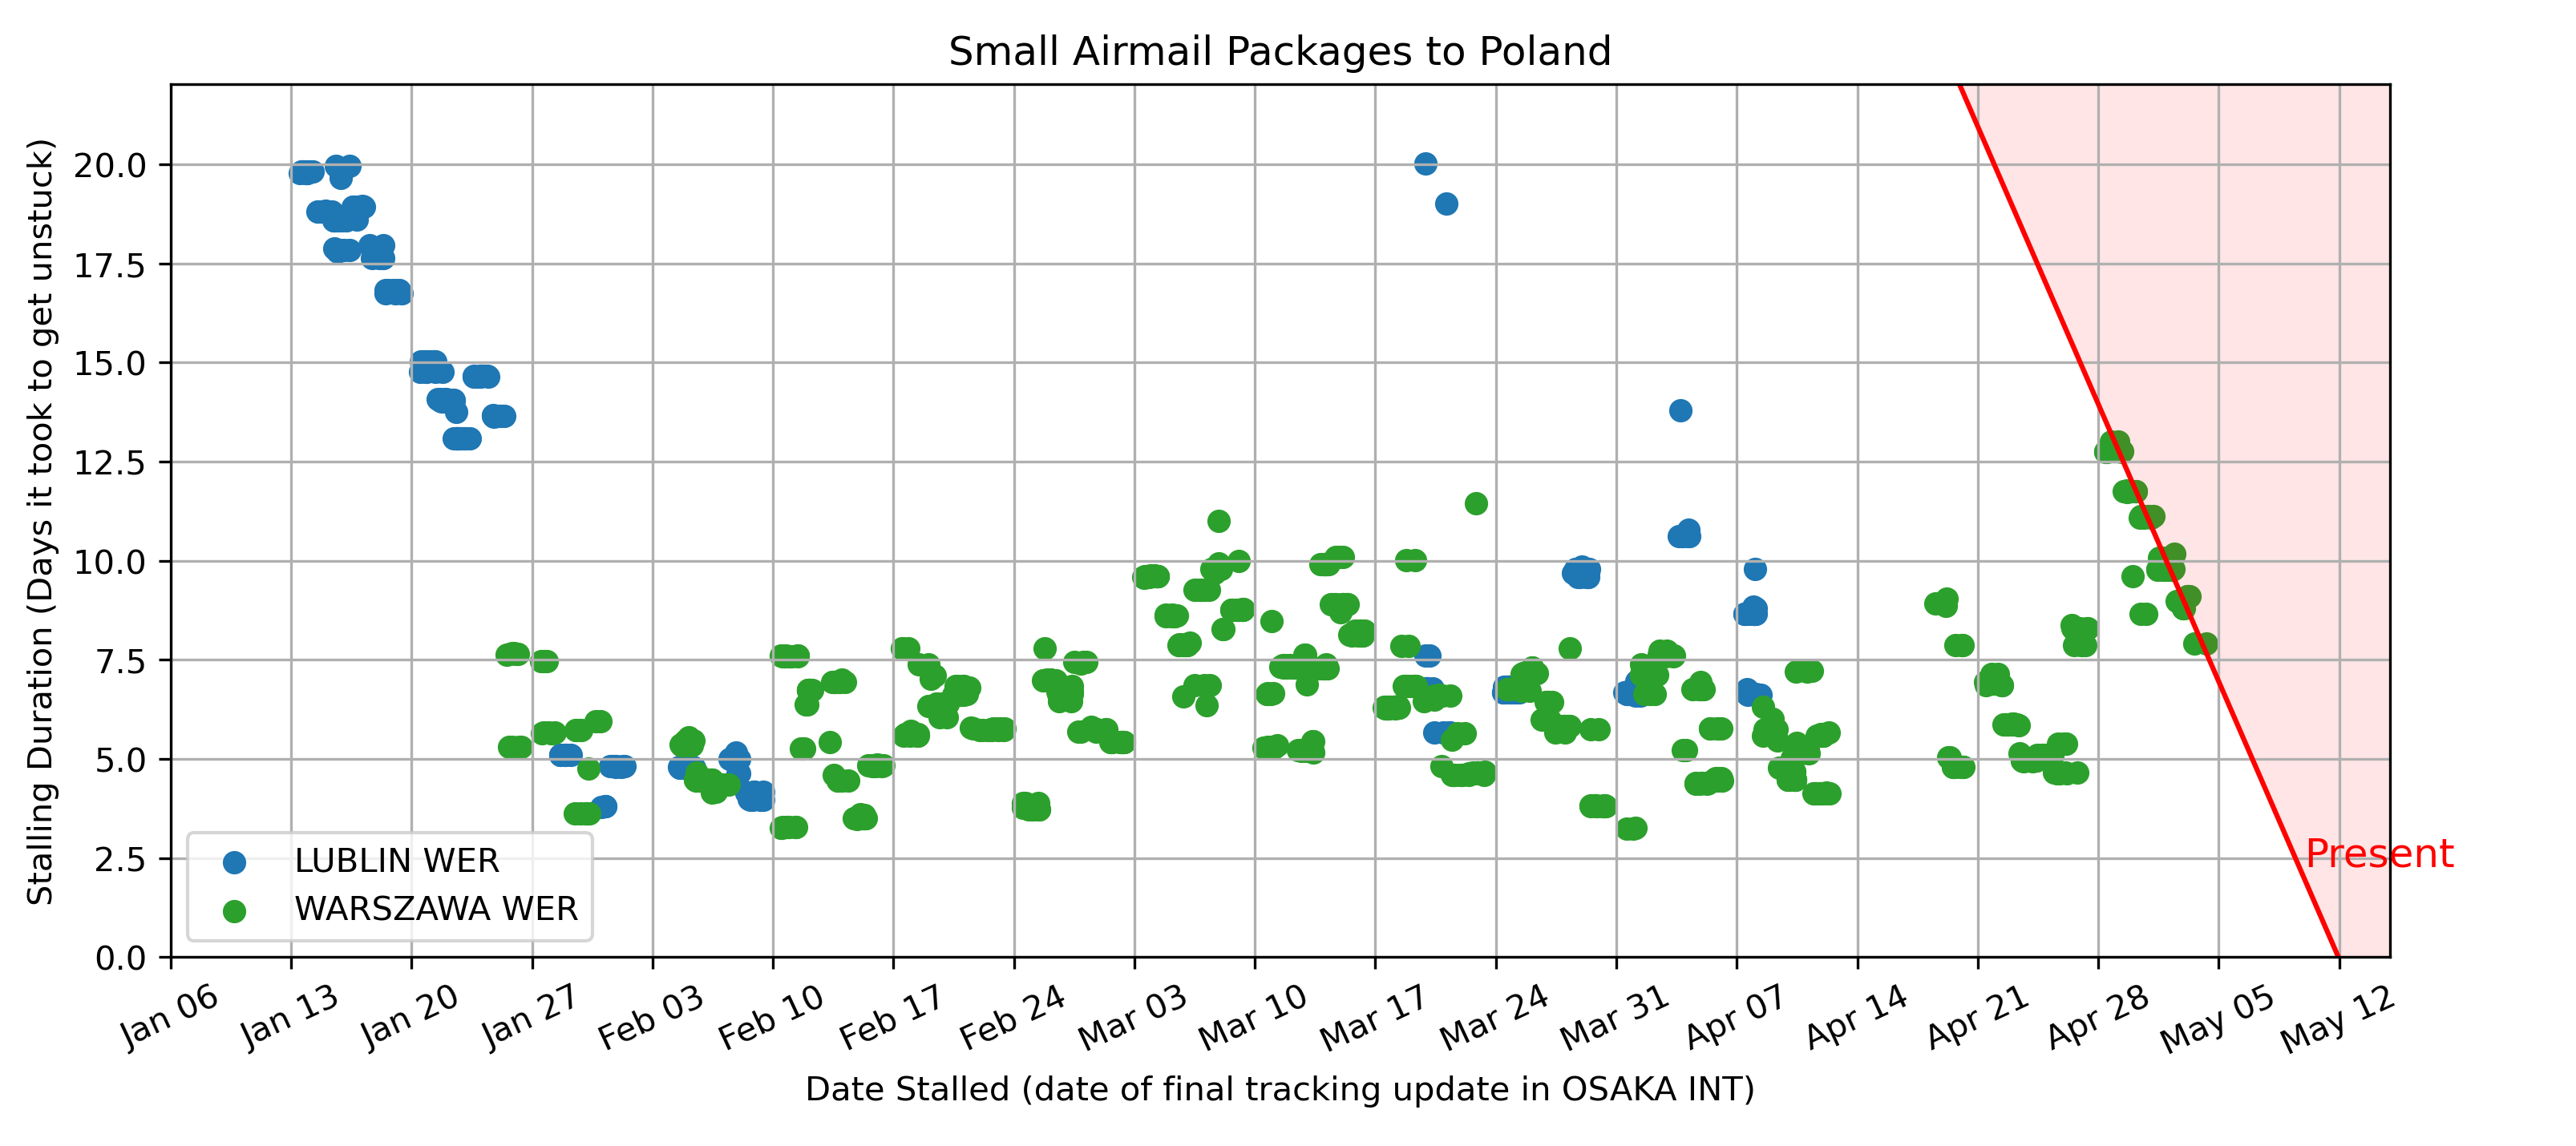 Small Airmail Packages to Poland
Stalling Duration (Days it took to get unstuck)
20.0
17.5
15.0
12.5
10.0
7.5
5.0
2.5
0.0
LUBLIN WER
WARSZAWA WER
Present
Jan 06
Jan 13
Jan 20
Jan 27
Feb 03
Feb 10
Feb 17
Feb 24
Mar 03
Mar 10
Mar 17
Mar 24
Mar 31
Apr 07
Apr 14
Apr 21
Apr 28
May 05
May 12
Date Stalled (date of final tracking update in OSAKA INT)